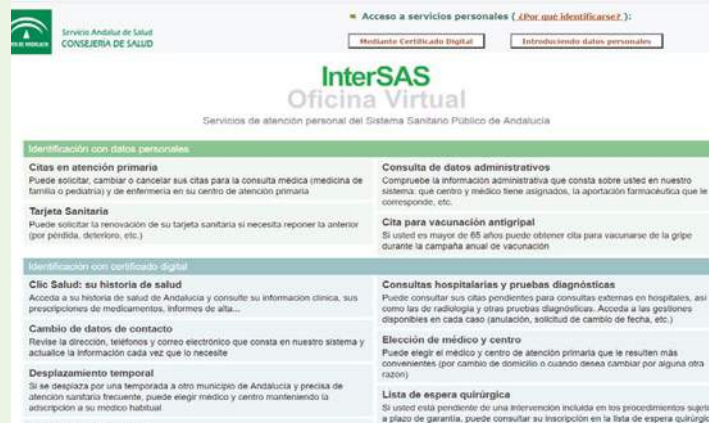 Servicio Andaluz de Salud
CONSEJERIA DE SALUD
Acceso a servicios personales ( ¿Por qué identificarse? ):
Mediante Certificado Digital
Introduciendo datos personales
InterSAS
Oficina Virtual
Servicios de atención personal del Sistema Sanitario Público de Andalucía
Identificación con datos personales
Citas en atención primaria
Puede solicitar, cambiar o cancelar sus citas para la consulta médica (medicina de
familia o pediatría) y de enfermería en su centro de atención primaria
Tarjeta Sanitaria
Puede solicitar la renovación de su tarjeta sanitaria si necesita reponer la anterior
(por pérdida, deterioro, etc.)
Consulta de datos administrativos
Compruebe la información administrativa que consta sobre usted en nuestro
sistema: qué centro y médico tiene asignados, la aportación farmacéutica que le
corresponde, etc.
Cita para vacunación antigripal
Si usted es mayor de 65 años puede obtener cita para vacunarse de la gripe
durante la campaña anual de vacunación
Identificación con certificado digital
Clic Salud: su historia de salud
Acceda a su historia de salud de Andalucía y consulte su información clínica, sus
prescripciones de medicamentos, informes de alta...
Cambio de datos de contacto
Revise la dirección, teléfonos y correo electrónico que consta en nuestro sistema y
actualice la información cada vez que lo necesite
Desplazamiento temporal
Si se desplaza por una temporada a otro municipio de Andalucía y precisa de
atención sanitaria frecuente, puede elegir médico y centro manteniendo la
adscripción a su médico habitual
Consultas hospitalarias y pruebas diagnósticas
Puede consultar sus citas pendientes para consultas externas en hospitales, así
como las de radiología y otras pruebas diagnósticas. Acceda a las gestiones
disponibles en cada caso (anulación, solicitud de cambio de fecha, etc.)
Elección de médico y centro
Puede elegir el médico y centro de atención primaria que le resulten más
convenientes (por cambio de domicilio o cuando desea cambiar por alguna otra
razón)
Lista de espera quirúrgica
Si usted está pendiente de una intervención incluida en los procedimientos sujeto
a plazo de garantía, puede consultar su inscripción en la lista de espera quirúrgic